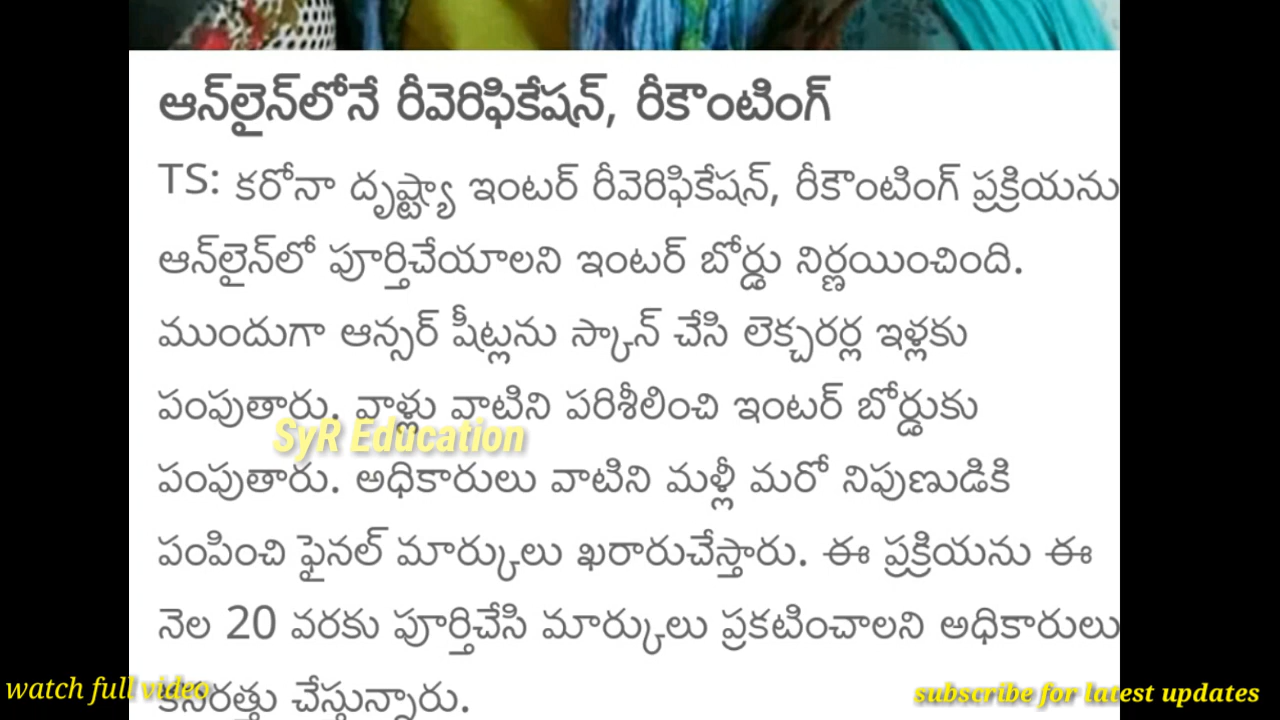 ఆన్‌లైన్‌లోనే రీవెరిఫికేషన్, రీకౌంటింగ్
TS: కరోనా దృష్ట్యా ఇంటర్ రీవెరిఫికేషన్, రీకౌంటింగ్ ప్రక్రియను
ఆన్‌లైన్‌లో పూర్తిచేయాలని ఇంటర్ బోర్డు నిర్ణయించింది.
ముందుగా ఆన్సర్ షీట్లను స్కాన్ చేసి లెక్చరర్ల ఇళ్లకు
పంపుతారు. వాళ్లు వాటిని పరిశీలించి ఇంటర్ బోర్డుకు
SyR Education
పంపుతారు. అధికారులు వాటిని మళ్లీ మరో నిపుణుడికి
పంపించి ఫైనల్ మార్కులు ఖరారుచేస్తారు. ఈ ప్రక్రియను ఈ
నెల 20 వరకు పూర్తిచేసి మార్కులు ప్రకటించాలని అధికారులు
watch full video
కసరత్తు చేస్తున్నారు.
subscribe for latest updates